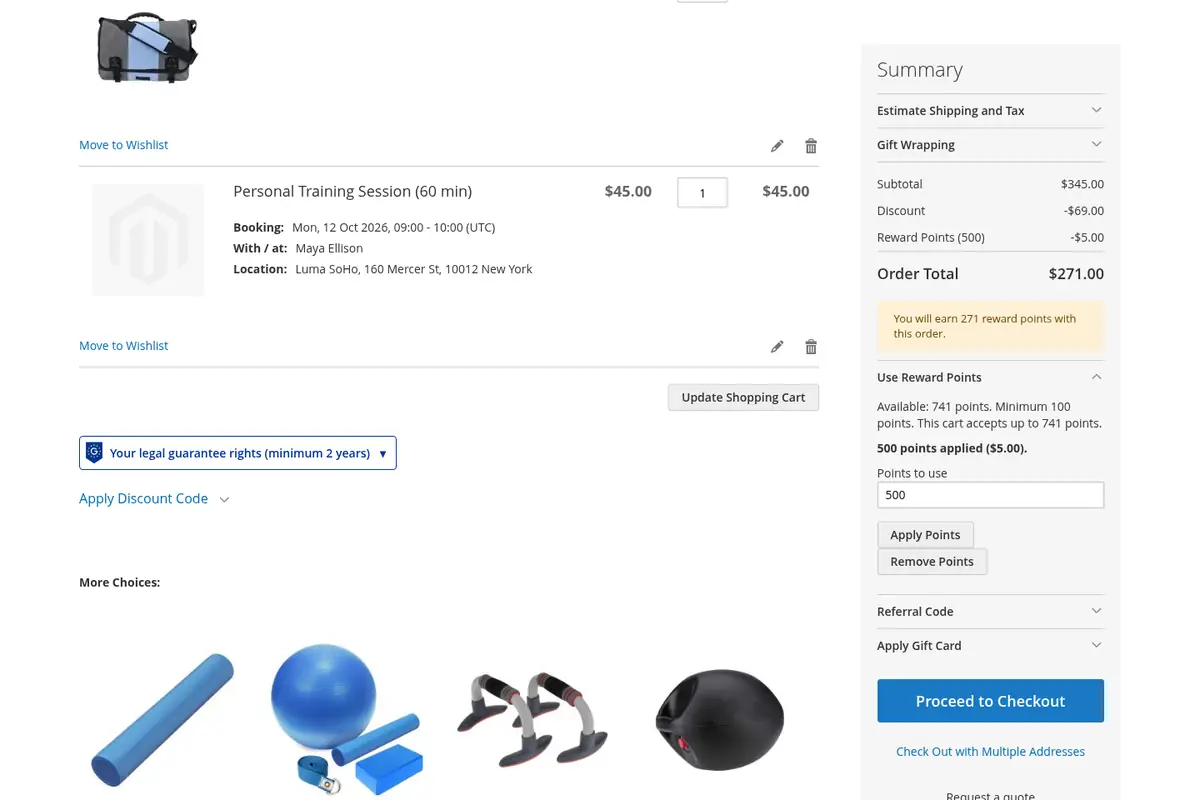 Move to Wishlist
Personal Training Session (60 min) $45.00 1 $45.00
Booking: Mon, 12 Oct 2026, 09:00 - 10:00 (UTC)
With / at: Maya Ellison
Location: Luma SoHo, 160 Mercer St, 10012 New York
Move to Wishlist
Update Shopping Cart
G
Your legal guarantee rights (minimum 2 years) ▼
Apply Discount Code
More Choices:
Summary
Estimate Shipping and Tax
Gift Wrapping
Subtotal $345.00
Discount -$69.00
Reward Points (500) -$5.00
Order Total $271.00
You will earn 271 reward points with
this order.
Use Reward Points
Available: 741 points. Minimum 100
points. This cart accepts up to 741 points.
500 points applied ($5.00).
Points to use
500
Apply Points
Remove Points
Referral Code
Apply Gift Card
Proceed to Checkout
Check Out with Multiple Addresses
Request a quote